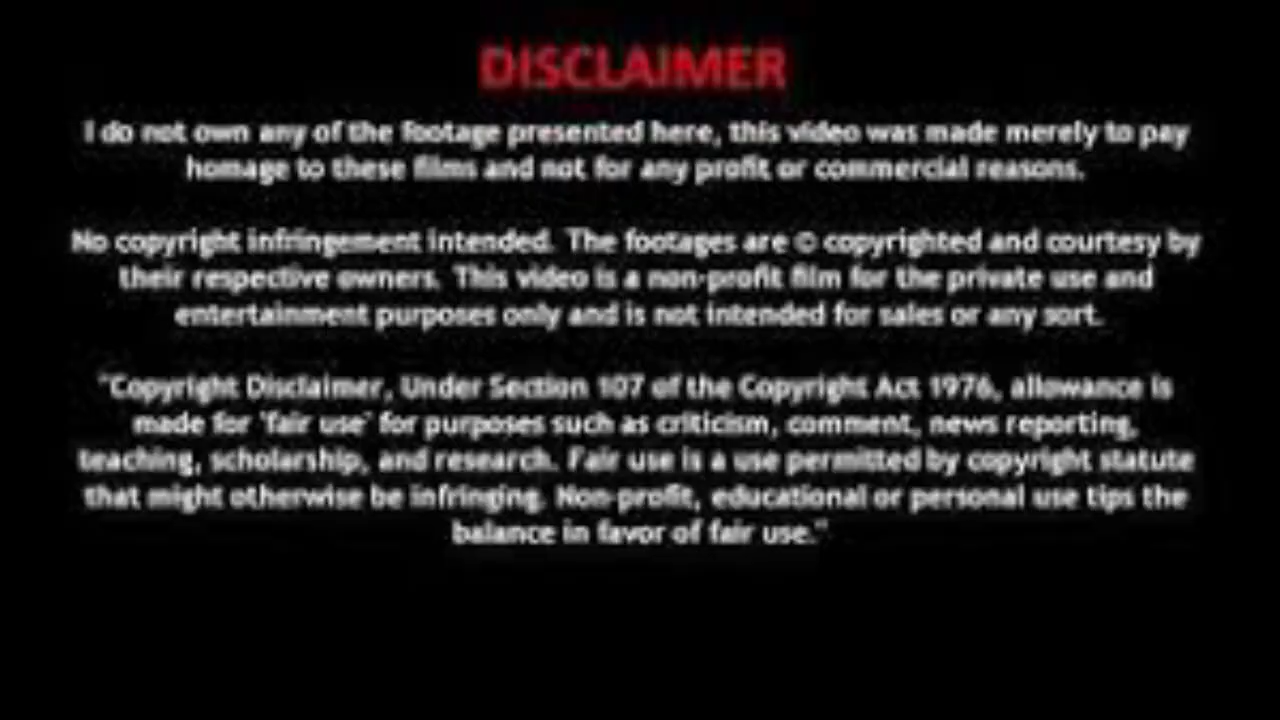 DISCLAIMER
I do not own any of the footage presented here, this video was made merely to pay
homage to these films and not for any profit or commercial reasons.
No copyright infringement intended. The footages are © copyrighted and courtesy by
their respective owners. This video is a non-profit film for the private use and
entertainment purposes only and is not intended for sales or any sort.
"Copyright Disclaimer, Under Section 107 of the Copyright Act 1976, allowance is
made for 'fair use' for purposes such as criticism, comment, news reporting,
teaching, scholarship, and research. Fair use is a use permitted by copyright statute
that might otherwise be infringing. Non-profit, educational or personal use tips the
balance in favor of fair use."